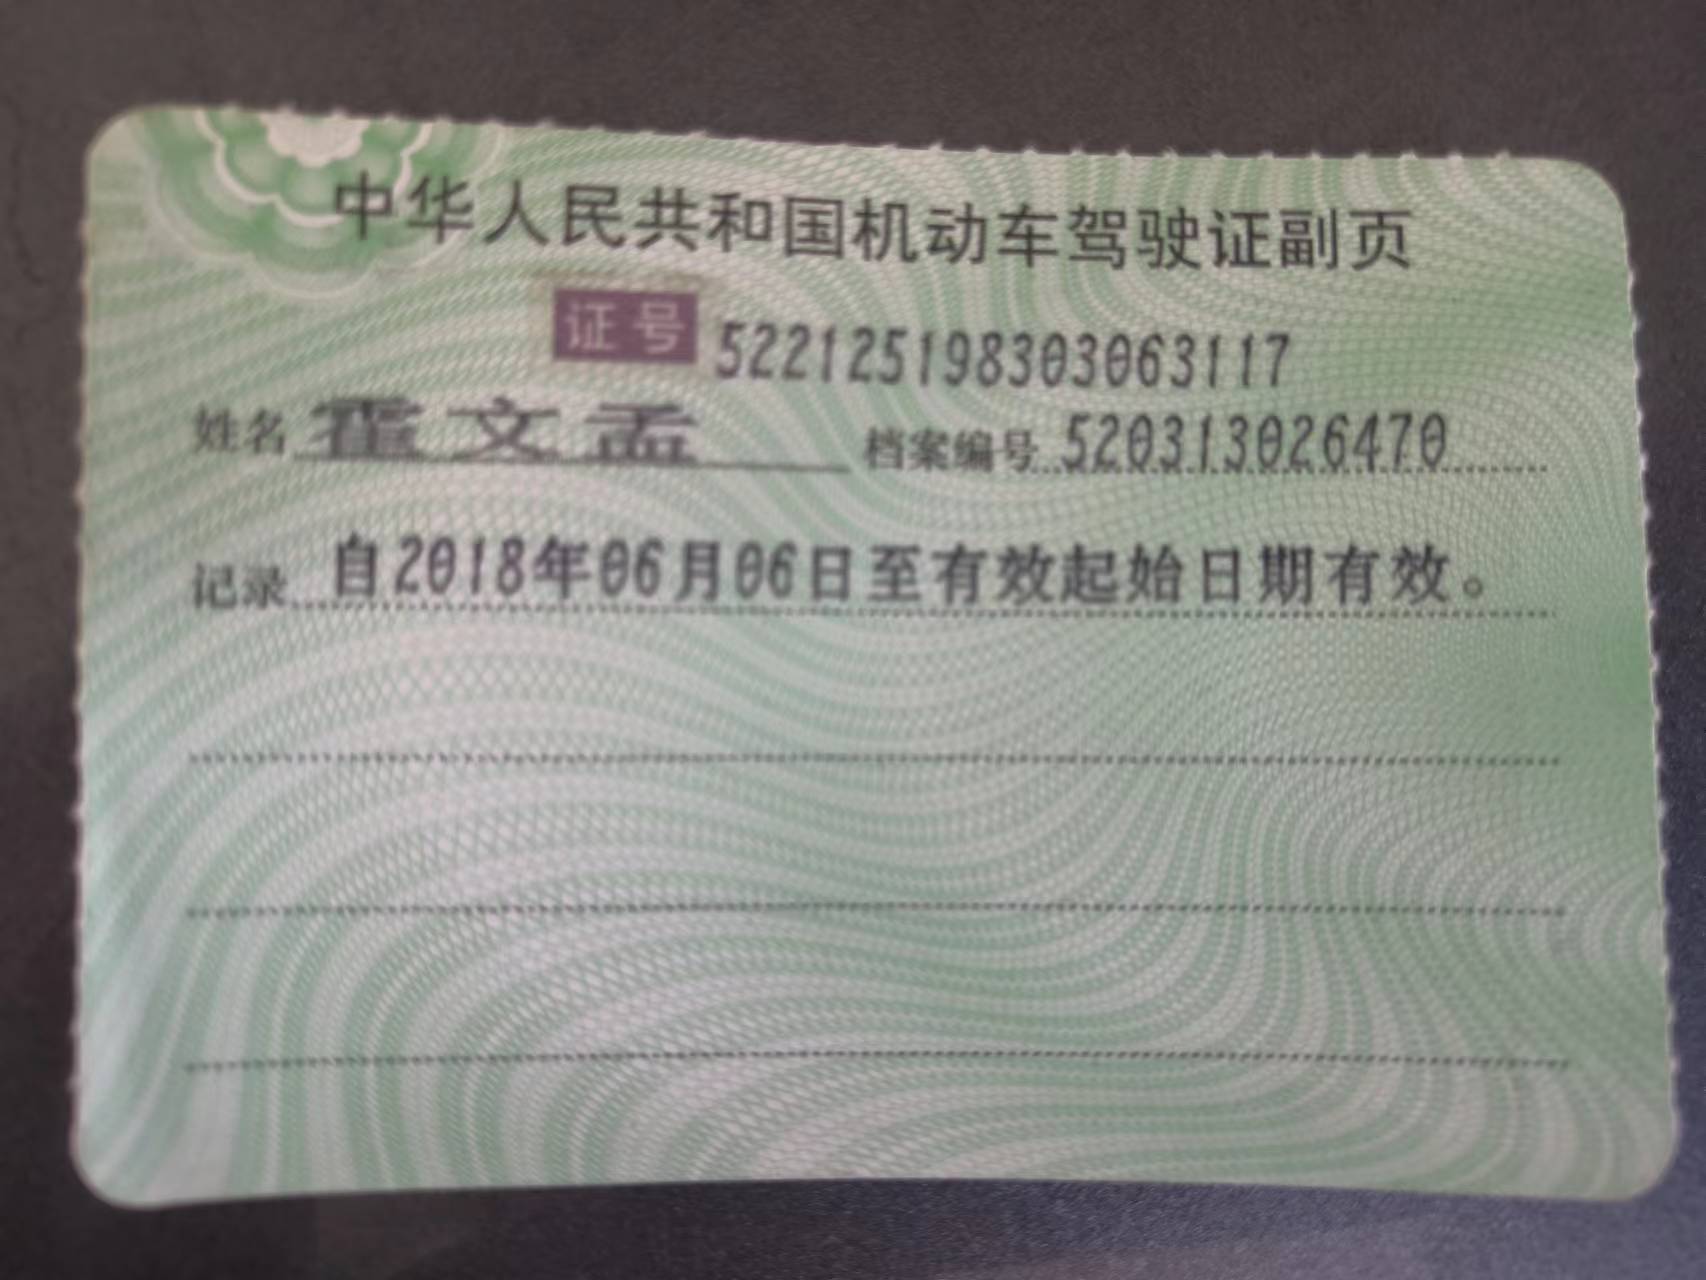 中华人民共和国机动车驾驶证副页
证号 522125198303063117
姓名 霍文孟 档案编号 520313026470
记录 自2018年06月06日至有效起始日期有效。